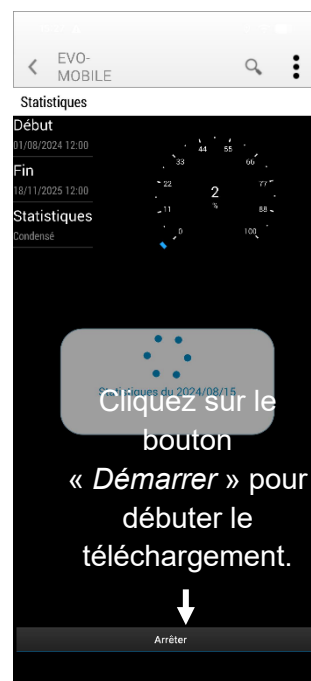 EVO-
MOBILE
Statistiques
Début
01/08/2024 12:00
Fin
18/11/2025 12:00
Statistiques
Condensé
0
11
22
33
44
55
66
77
88
100
2
%
Statistiques du 2024/08/15
Cliquez sur le
bouton
« Démarrer » pour
débuter le
téléchargement.
Arrêter